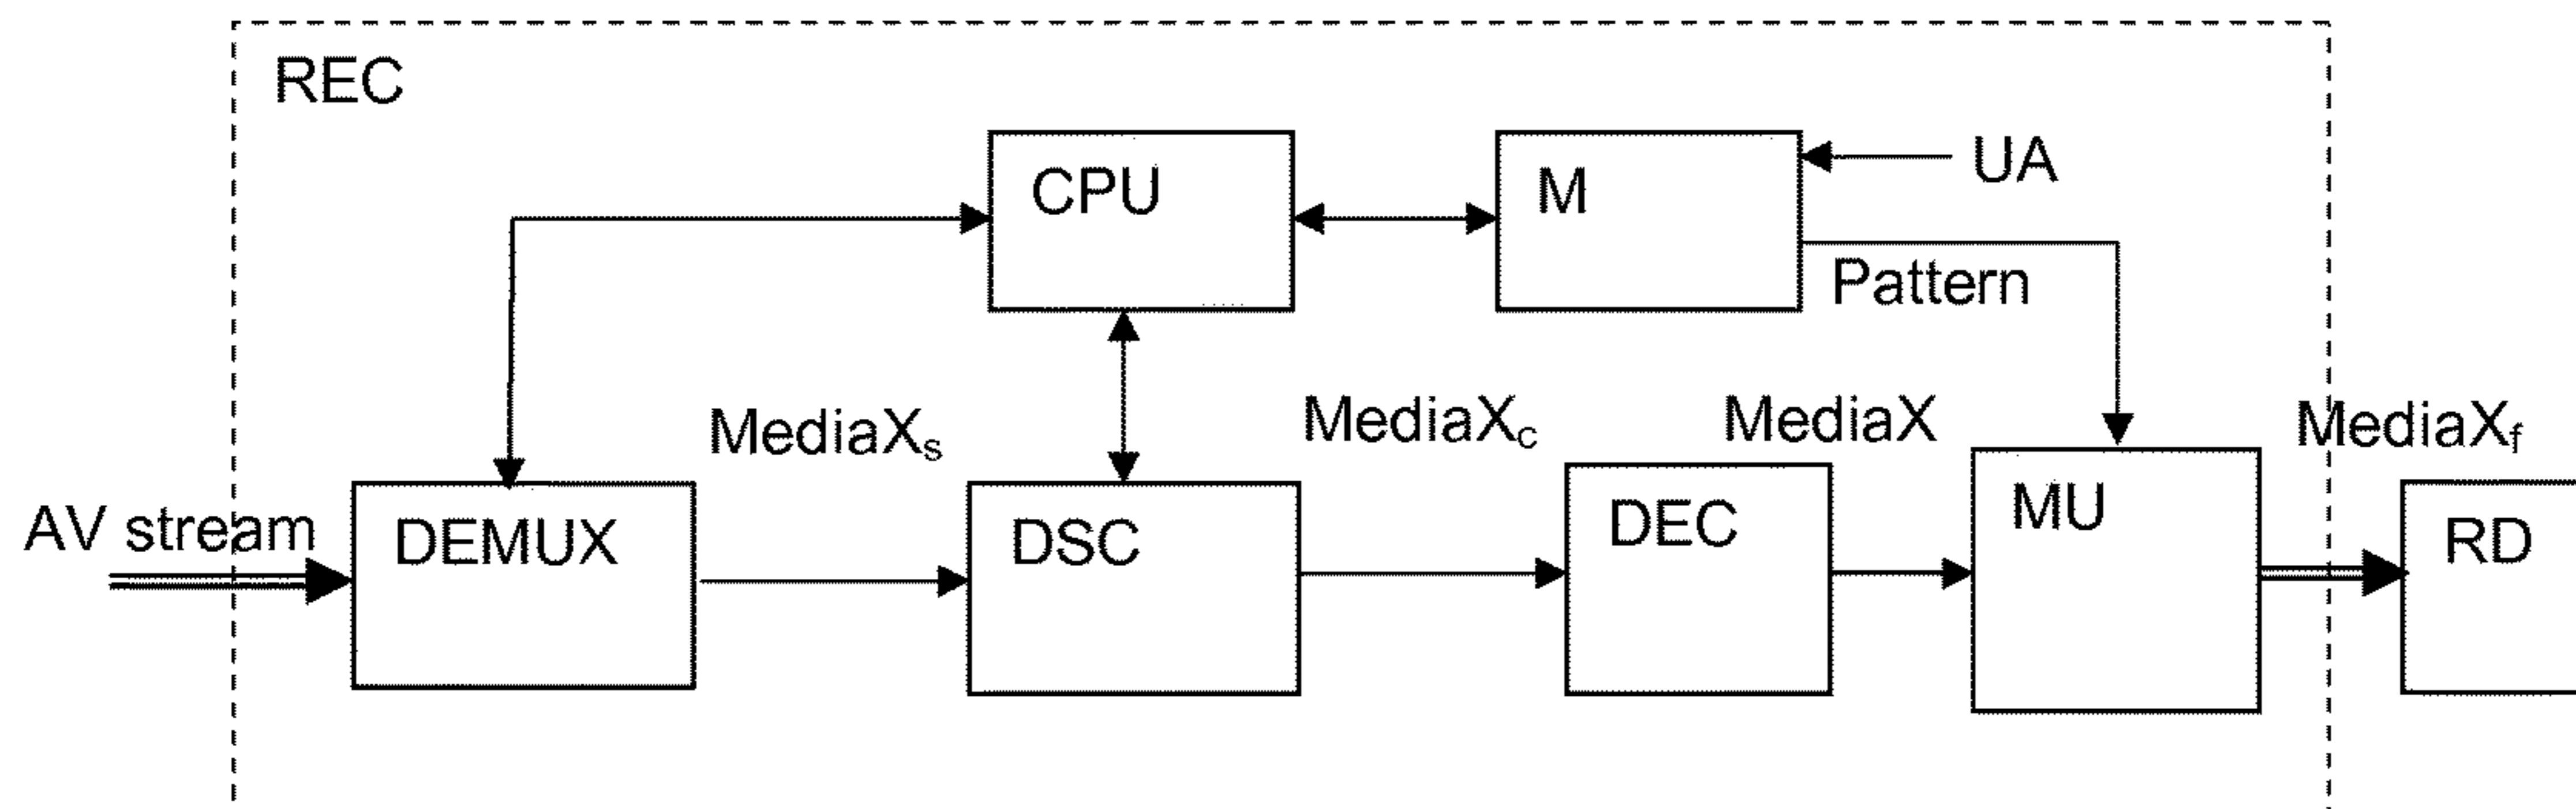 REC
CPU
M
UA
Pattern
MediaXs
MediaXc
MediaX
MediaXf
AV stream
DEMUX
DSC
DEC
MU
RD